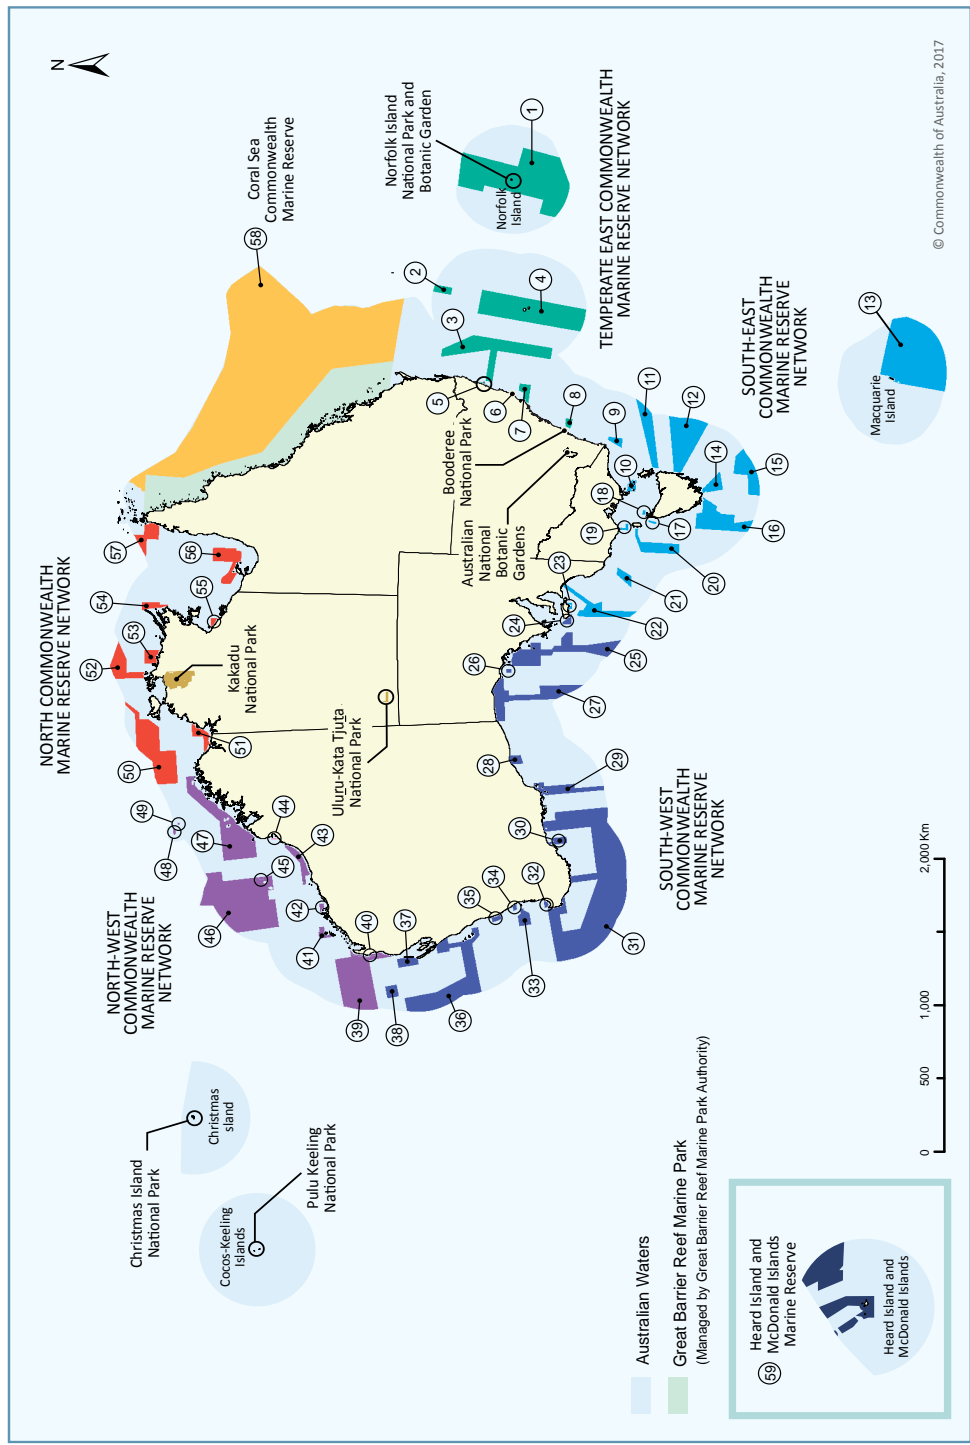 N
NORTH COMMONWEALTH
MARINE RESERVE NETWORK
NORTH-WEST
COMMONWEALTH
MARINE RESERVE
NETWORK
Coral Sea
Commonwealth
Marine Reserve
Norfolk Island
National Park and
Botanic Garden
Norfolk
Island
TEMPERATE EAST COMMONWEALTH
MARINE RESERVE NETWORK
SOUTH-EAST
COMMONWEALTH
MARINE RESERVE
NETWORK
Macquarie
Island
SOUTH-WEST
COMMONWEALTH
MARINE RESERVE
NETWORK
Christmas Island
National Park
Christmas
sland
Cocos-Keeling
Islands
Pulu Keeling
National Park
Kakadu
National Park
Uluru-Kata Tjuta
National Park
Booderee
National Park
Australian
National
Botanic
Gardens
1
2
3
4
5
6
7
8
9
10
11
12
13
14
15
16
17
18
19
20
21
22
23
24
25
26
27
28
29
30
31
32
33
34
35
36
37
38
39
40
41
42
43
44
45
46
47
48
49
50
51
52
53
54
55
56
57
58
Australian Waters
Great Barrier Reef Marine Park
(Managed by Great Barrier Reef Marine Park Authority)
59
Heard Island and
McDonald Islands
Marine Reserve
Heard Island and
McDonald Islands
0
500
1,000
2,000 Km
© Commonwealth of Australia, 2017